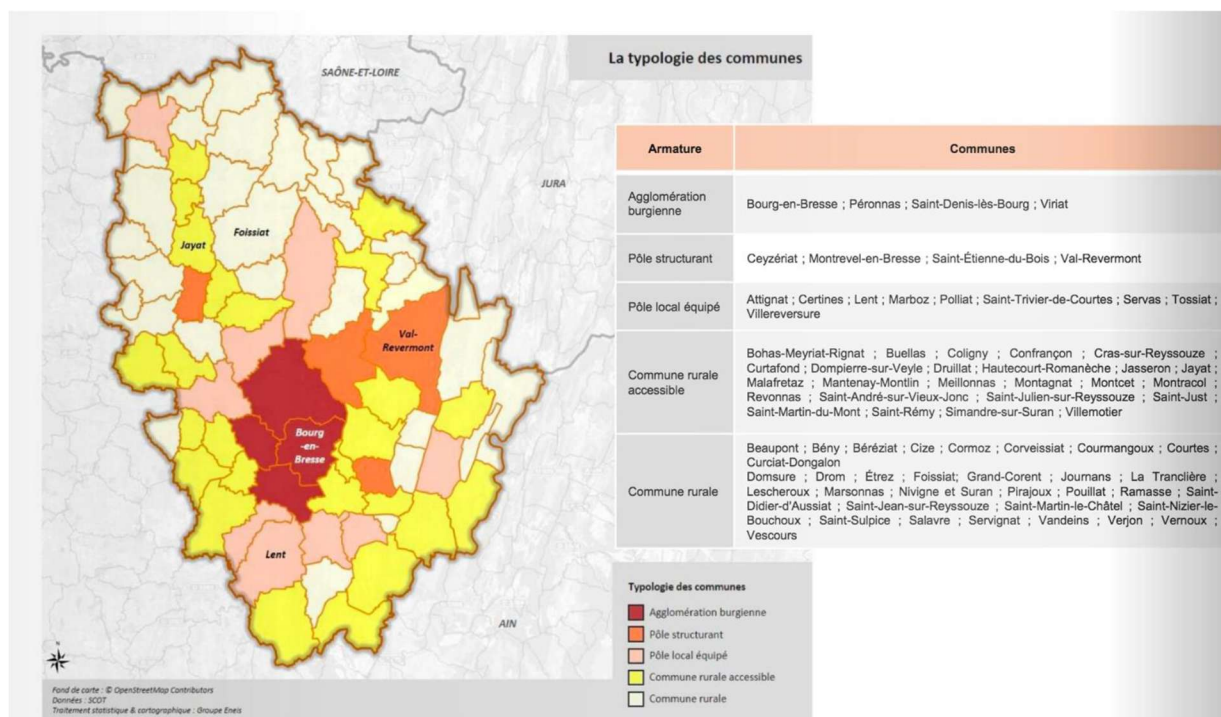 La typologie des communes
SAÔNE-ET-LOIRE
JURA
Foissiat
Jayat
Val-
Revermont
Bourg
-en-
Bresse
Lent
AIN
Armature
Communes
Agglomération
burgienne
Bourg-en-Bresse ; Péronnas ; Saint-Denis-lès-Bourg ; Viriat
Pôle structurant
Ceyzériat ; Montrevel-en-Bresse ; Saint-Étienne-du-Bois ; Val-Revermont
Pôle local équipé
Attignat ; Certines ; Lent ; Marboz ; Polliat ; Saint-Trivier-de-Courtes ; Servas ; Tossiat ;
Villereversure
Commune rurale
accessible
Bohas-Meyriat-Rignat ; Buellas ; Coligny ; Confrançon ; Cras-sur-Reyssouze ;
Curtafond ; Dompierre-sur-Veyle ; Druillat ; Hautecourt-Romanèche ; Jasseron ; Jayat ;
Malafretaz ; Mantenay-Montlin ; Meillonnas ; Montagnat ; Montcet ; Montracol ;
Revonnas ; Saint-André-sur-Vieux-Jonc ; Saint-Julien-sur-Reyssouze ; Saint-Just ;
Saint-Martin-du-Mont ; Saint-Rémy ; Simandre-sur-Suran ; Villemotier
Commune rurale
Beaupont ; Bény ; Béréziat ; Cize ; Cormoz ; Corveissiat ; Courmangoux ; Courtes ;
Curciat-Dongalon
Domsure ; Drom ; Étrez ; Foissiat; Grand-Corent ; Journans ; La Tranclière ;
Lescheroux ; Marsonnas ; Nivigne et Suran ; Pirajoux ; Pouillat ; Ramasse ; Saint-
Didier-d'Aussiat ; Saint-Jean-sur-Reyssouze ; Saint-Martin-le-Châtel ; Saint-Nizier-le-
Bouchoux ; Saint-Sulpice ; Salavre ; Servignat ; Vandeins ; Verjon ; Vernoux ;
Vescours
Typologie des communes
Agglomération burgienne
Pôle structurant
Pôle local équipé
Commune rurale accessible
Commune rurale
N
Fond de carte : © OpenStreetMap Contributors
Données : SCOT
Traitement statistique & cartographique : Groupe Eneis